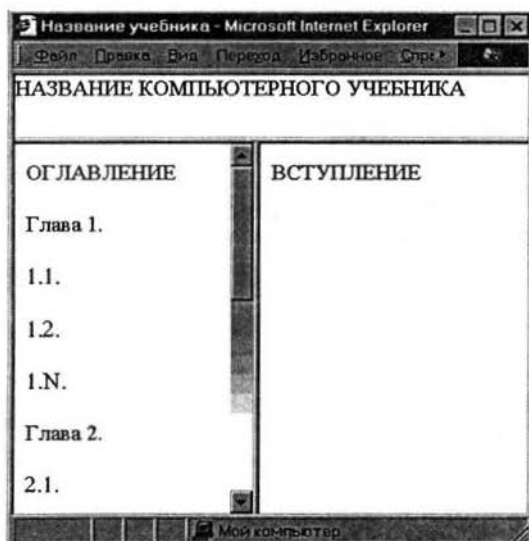 Название учебника - Microsoft Internet Explorer
Файл Правка Вид Переход Избранное Спра
НАЗВАНИЕ КОМПЬЮТЕРНОГО УЧЕБНИКА
ОГЛАВЛЕНИЕ
Глава 1.
1.1.
1.2.
1.N.
Глава 2.
2.1.
ВСТУПЛЕНИЕ
Мой компьютер